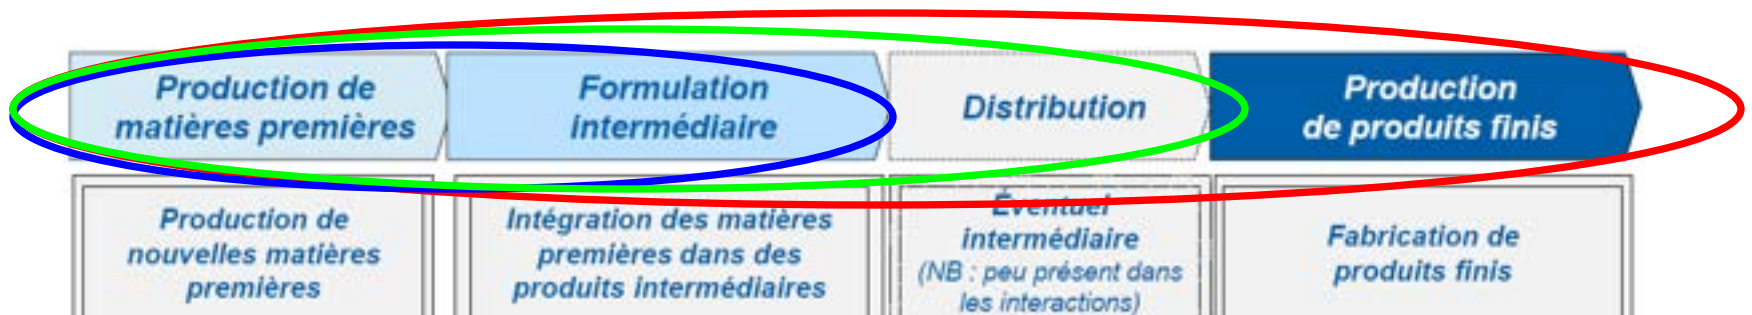 Production de
matières premières
Formulation
intermédiaire
Distribution
Production
de produits finis
Production de
nouvelles matières
premières
Intégration des matières
premières dans des
produits intermédiaires
Éventuel
intermédiaire
(NB : peu présent dans
les interactions)
Fabrication de
produits finis